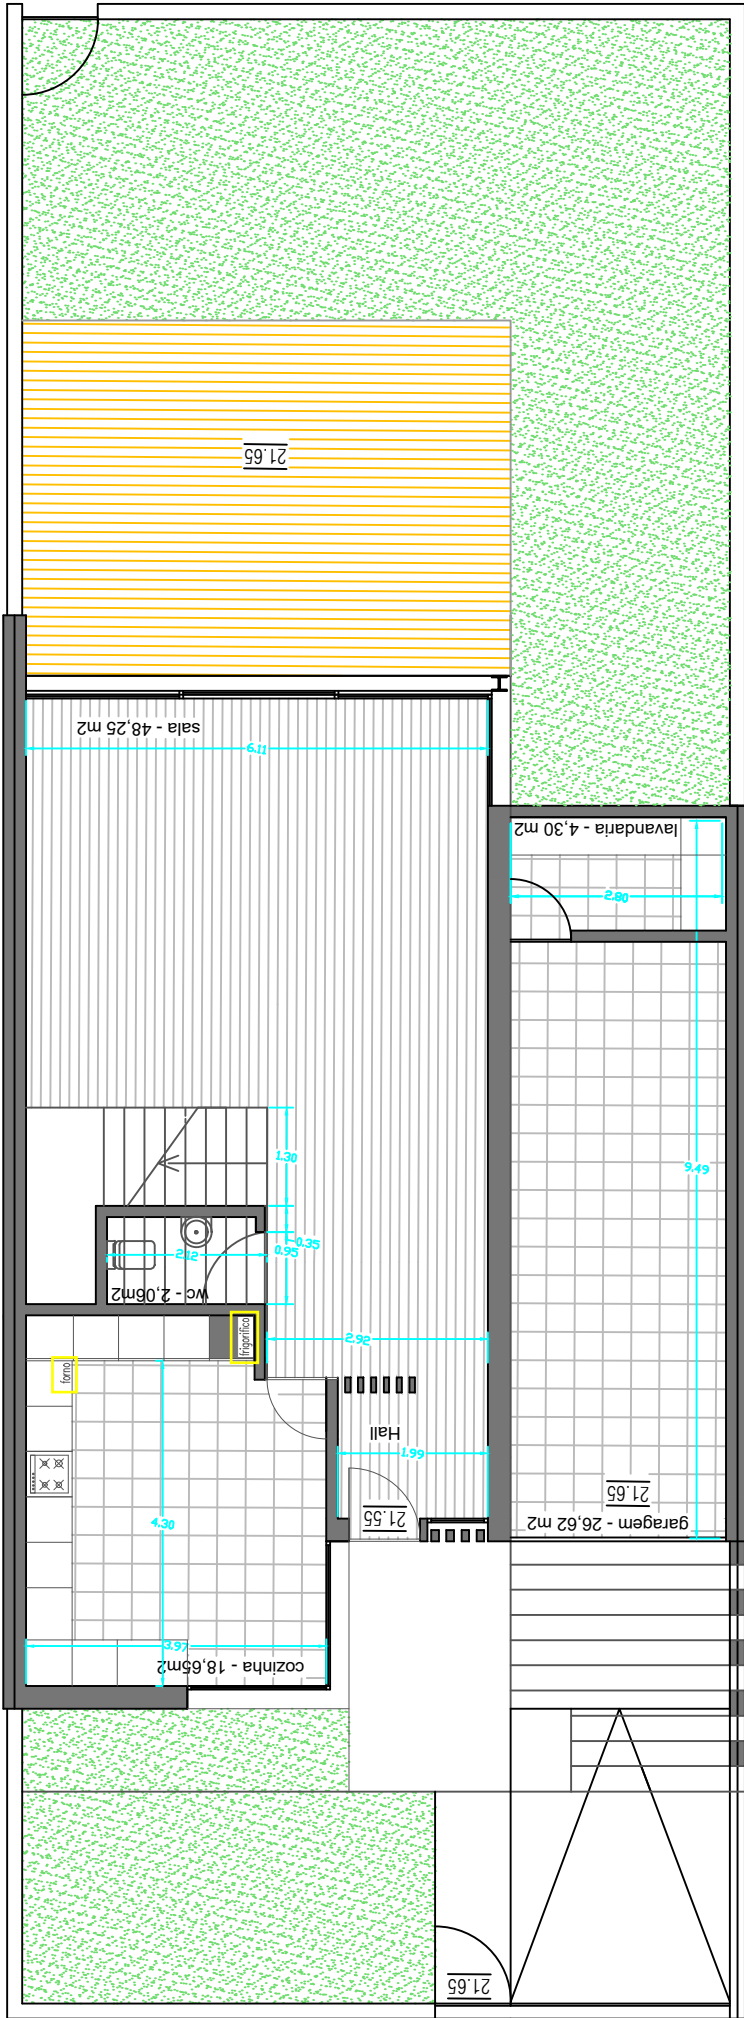 21.65
sala - 48,25 m2
6.11
lavandaria - 4,30 m2
2.80
9.49
1.30
0.35
0.95
2.12
wc - 2,06m2
frigorifico
2.92
forno
Hall
1.99
21.65
21.55
garagem - 26,62 m2
4.30
3.97
cozinha - 18,65m2
21.65